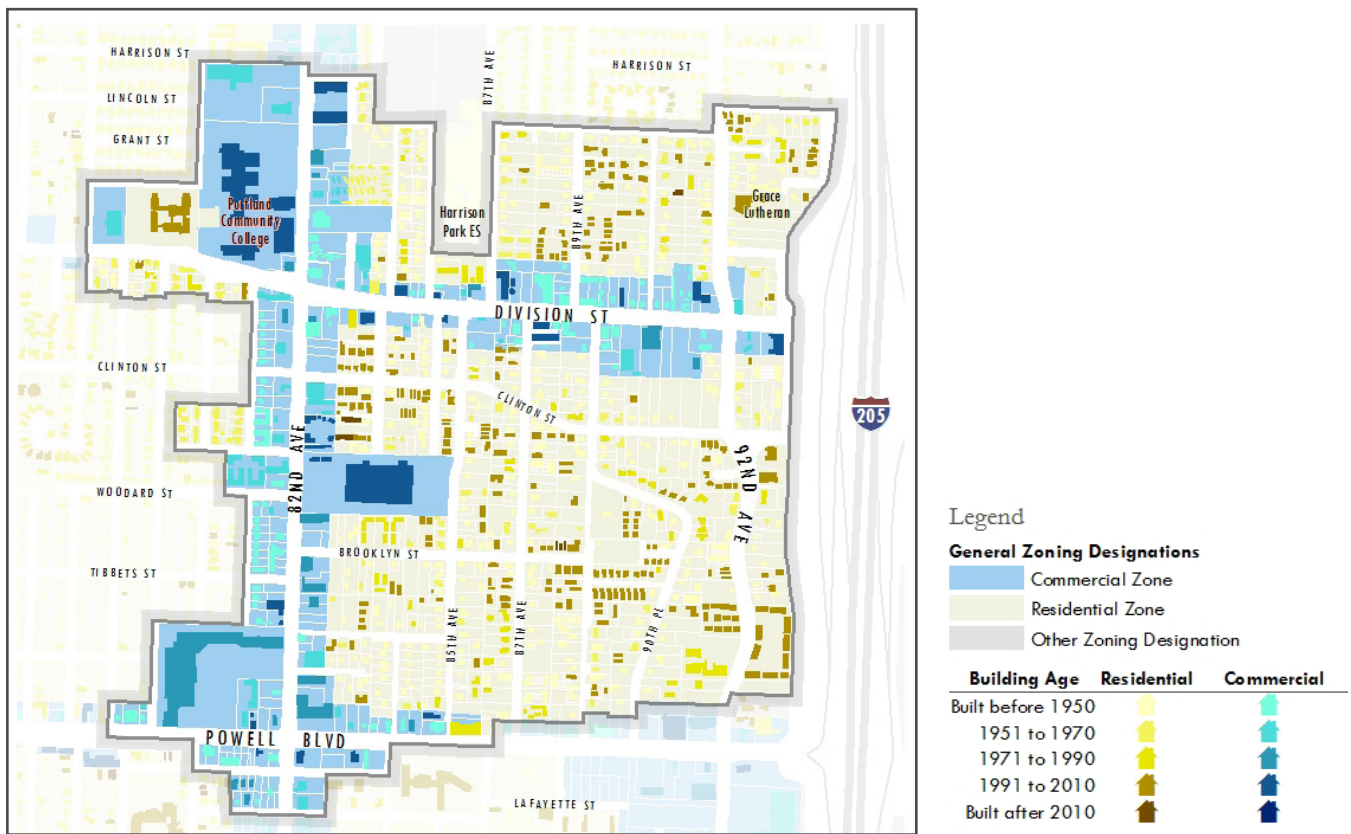 HARRISON ST
87TH AVE
HARRISON ST
LINCOLN ST
GRANT ST
Portland
Community
College
Harrison
Park ES
89TH AVE
Grace
Lutheran
DIVISION ST
CLINTON ST
CLINTON ST
205
82ND AVE
92ND AVE
WOODARD ST
BROOKLYN ST
TIBBETS ST
85TH AVE
87TH AVE
90TH PL
POWELL BLVD
LAFAYETTE ST
Legend
General Zoning Designations
Commercial Zone
Residential Zone
Other Zoning Designation
Building Age Residential Commercial
Built before 1950
1951 to 1970
1971 to 1990
1991 to 2010
Built after 2010